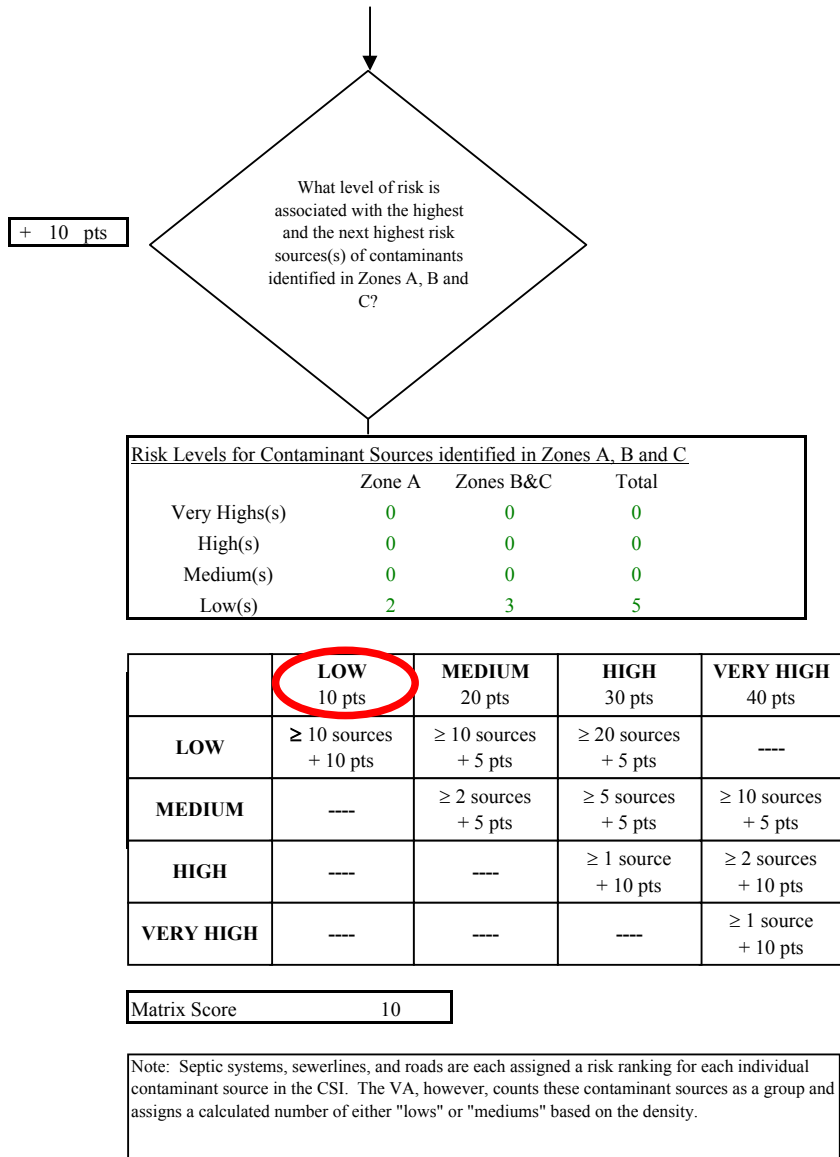 What level of risk is
associated with the highest
and the next highest risk
sources(s) of contaminants
identified in Zones A, B and
C?
+ 10 pts
Risk Levels for Contaminant Sources identified in Zones A, B and C
Zone A Zones B&C Total
Very Highs(s) 0 0 0
High(s) 0 0 0
Medium(s) 0 0 0
Low(s) 2 3 5
LOW MEDIUM HIGH VERY HIGH
10 pts 20 pts 30 pts 40 pts
LOW ≥ 10 sources + 10 pts ≥ 10 sources + 5 pts ≥ 20 sources + 5 pts ----
MEDIUM ---- ≥ 2 sources + 5 pts ≥ 5 sources + 5 pts ≥ 10 sources + 5 pts
HIGH ---- ---- ≥ 1 source + 10 pts ≥ 2 sources + 10 pts
VERY HIGH ---- ---- ---- ≥ 1 source + 10 pts
Matrix Score 10
Note: Septic systems, sewerlines, and roads are each assigned a risk ranking for each individual
contaminant source in the CSI. The VA, however, counts these contaminant sources as a group and
assigns a calculated number of either "lows" or "mediums" based on the density.